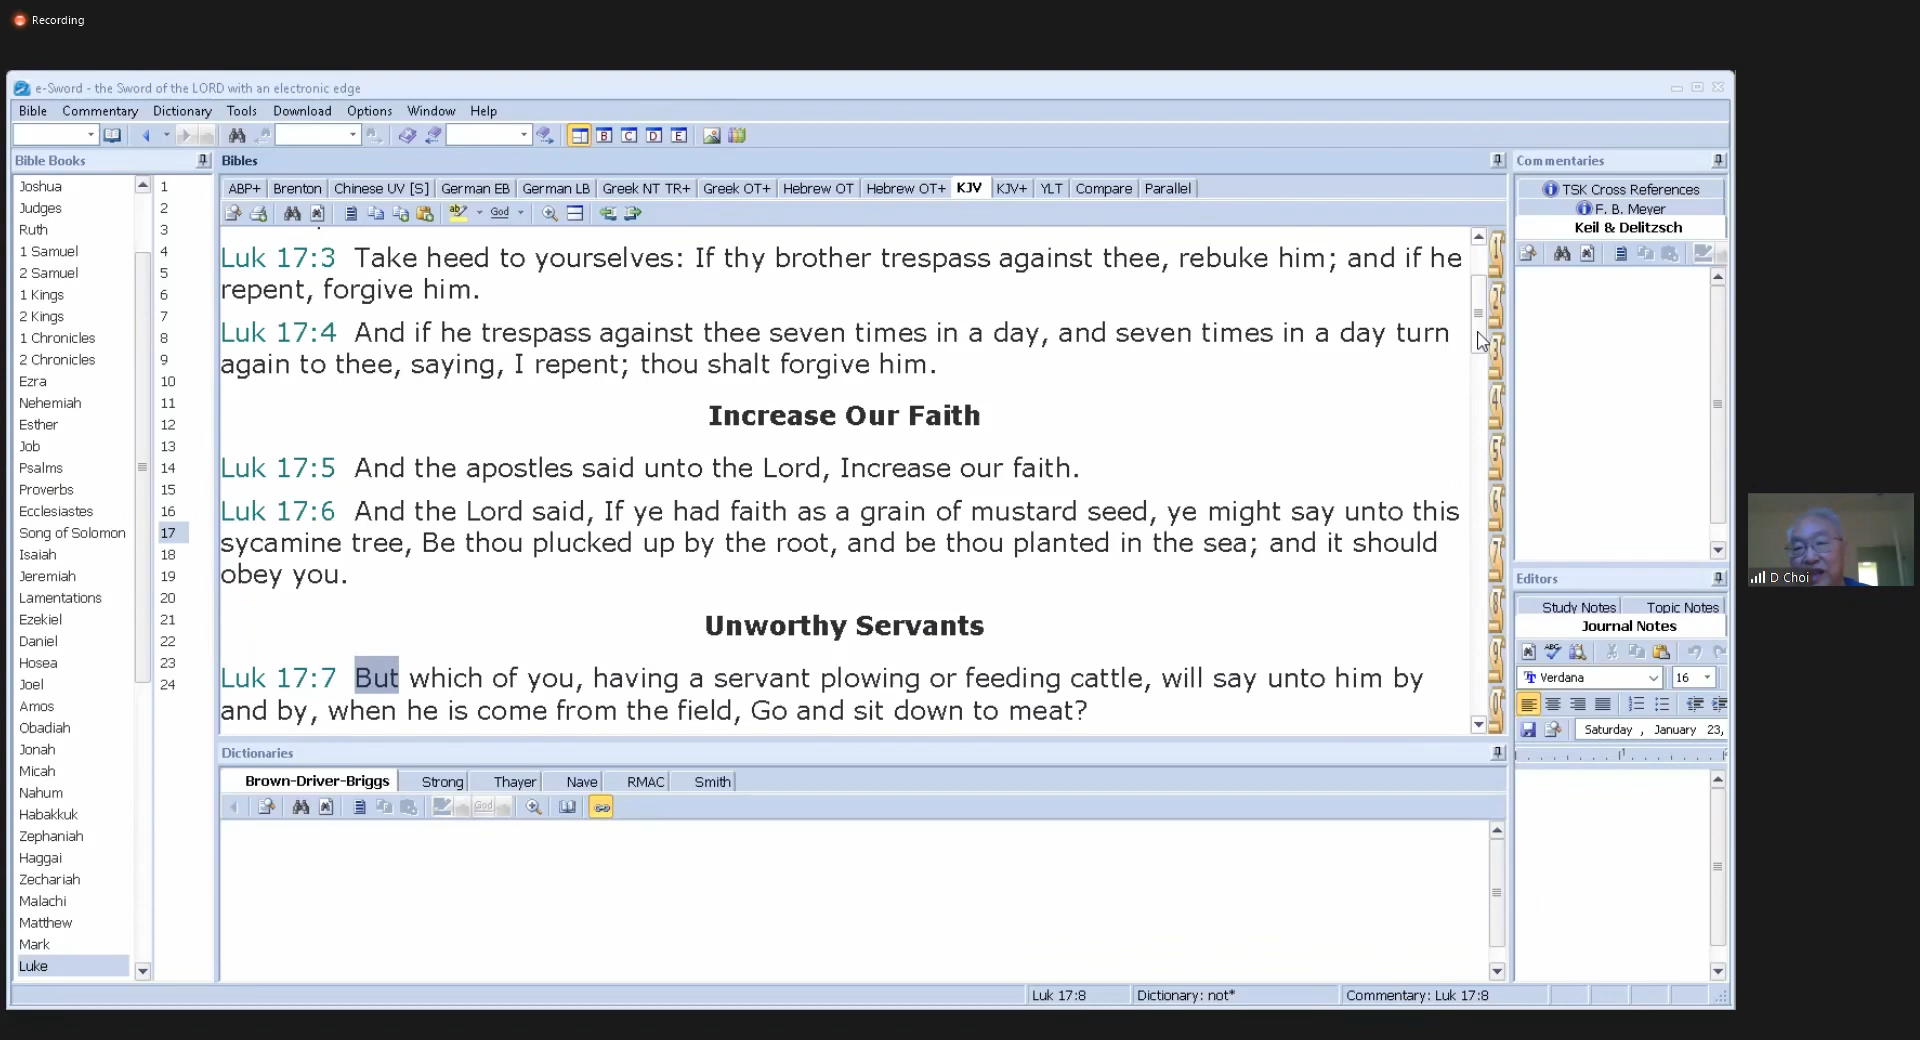 Recording
e-Sword - the Sword of the LORD with an electronic edge
Bible Commentary Dictionary Tools Download Options Window Help
B C D E
Bible Books
Joshua
Judges
Ruth
1 Samuel
2 Samuel
1 Kings
2 Kings
1 Chronicles
2 Chronicles
Ezra
Nehemiah
Esther
Job
Psalms
Proverbs
Ecclesiastes
Song of Solomon
Isaiah
Jeremiah
Lamentations
Ezekiel
Daniel
Hosea
Joel
Amos
Obadiah
Jonah
Micah
Nahum
Habakkuk
Zephaniah
Haggai
Zechariah
Malachi
Matthew
Mark
Luke
1
2
3
4
5
6
7
8
9
10
11
12
13
14
15
16
17
18
19
20
21
22
23
24
Bibles
ABP+ Brenton Chinese UV [S] German EB German LB Greek NT TR+ Greek OT+ Hebrew OT Hebrew OT+ KJV KJV+ YLT Compare Parallel
God
Luk 17:3 Take heed to yourselves: If thy brother trespass against thee, rebuke him; and if he
repent, forgive him.
Luk 17:4 And if he trespass against thee seven times in a day, and seven times in a day turn
again to thee, saying, I repent; thou shalt forgive him.
Increase Our Faith
Luk 17:5 And the apostles said unto the Lord, Increase our faith.
Luk 17:6 And the Lord said, If ye had faith as a grain of mustard seed, ye might say unto this
sycamine tree, Be thou plucked up by the root, and be thou planted in the sea; and it should
obey you.
Unworthy Servants
Luk 17:7 But which of you, having a servant plowing or feeding cattle, will say unto him by
and by, when he is come from the field, Go and sit down to meat?
1
2
3
4
5
6
7
8
9
0
Dictionaries
Brown-Driver-Briggs Strong Thayer Nave RMAC Smith
God
Commentaries
TSK Cross References
F. B. Meyer
Keil & Delitzsch
Editors
Study Notes Topic Notes
Journal Notes
ABC
Verdana 16
Saturday , January 23,
1
Luk 17:8 Dictionary: not* Commentary: Luk 17:8
D Choi